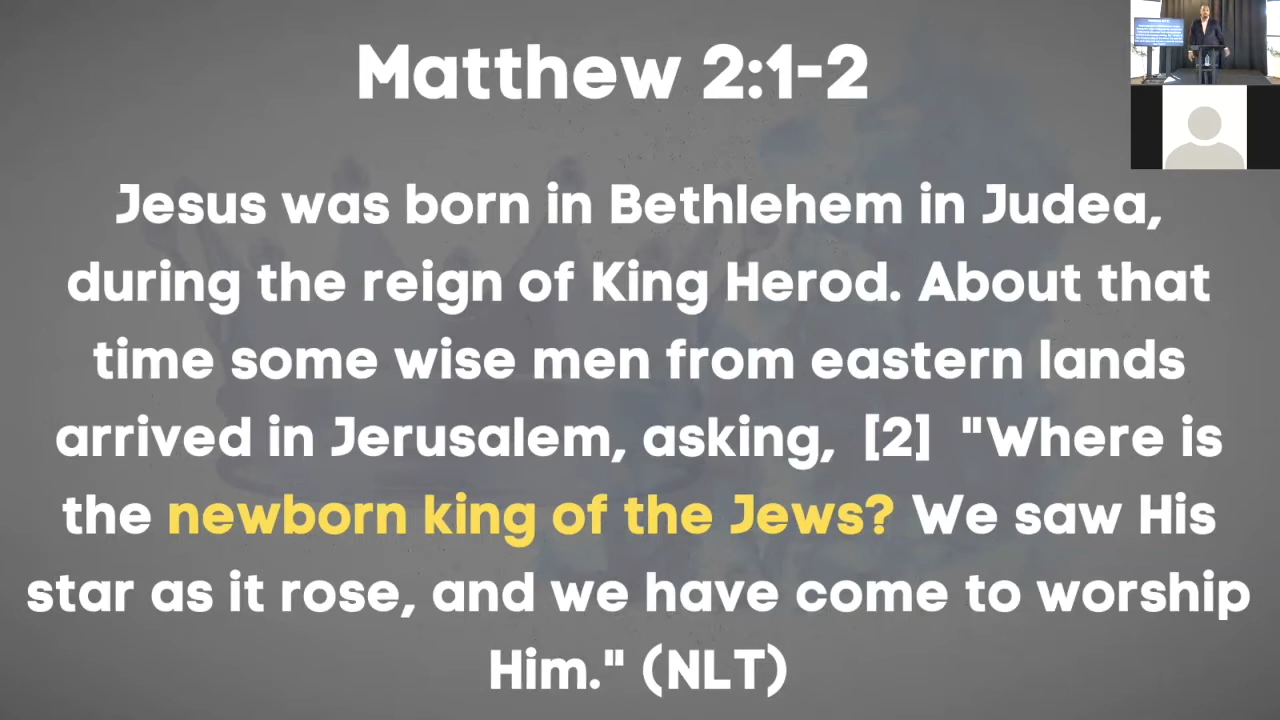 Matthew 2:1-2
Jesus was born in Bethlehem in Judea,
during the reign of King Herod. About that
time some wise men from eastern lands
arrived in Jerusalem, asking,  [2]  "Where is
the newborn king of the Jews? We saw His
star as it rose, and we have come to worship
Him." (NLT)